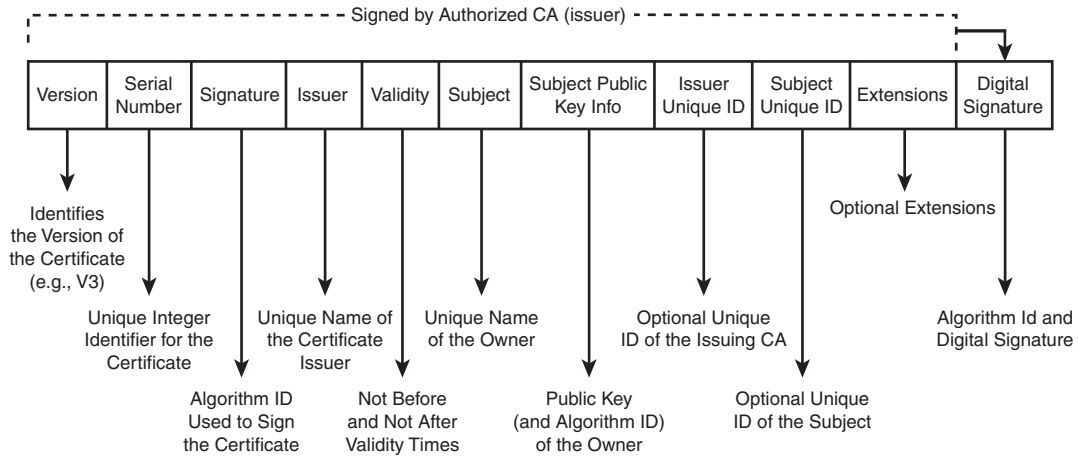 Signed by Authorized CA (issuer)
Version
Serial
Number
Signature
Issuer
Validity
Subject
Subject Public
Key Info
Issuer
Unique ID
Subject
Unique ID
Extensions
Digital
Signature
Identifies
the Version of
the Certificate
(e.g., V3)
Unique Integer
Identifier for the
Certificate
Algorithm ID
Used to Sign
the Certificate
Unique Name of
the Certificate
Issuer
Not Before
and Not After
Validity Times
Unique Name
of the Owner
Public Key
(and Algorithm ID)
of the Owner
Optional Unique
ID of the Issuing CA
Optional Unique
ID of the Subject
Optional Extensions
Algorithm Id and
Digital Signature